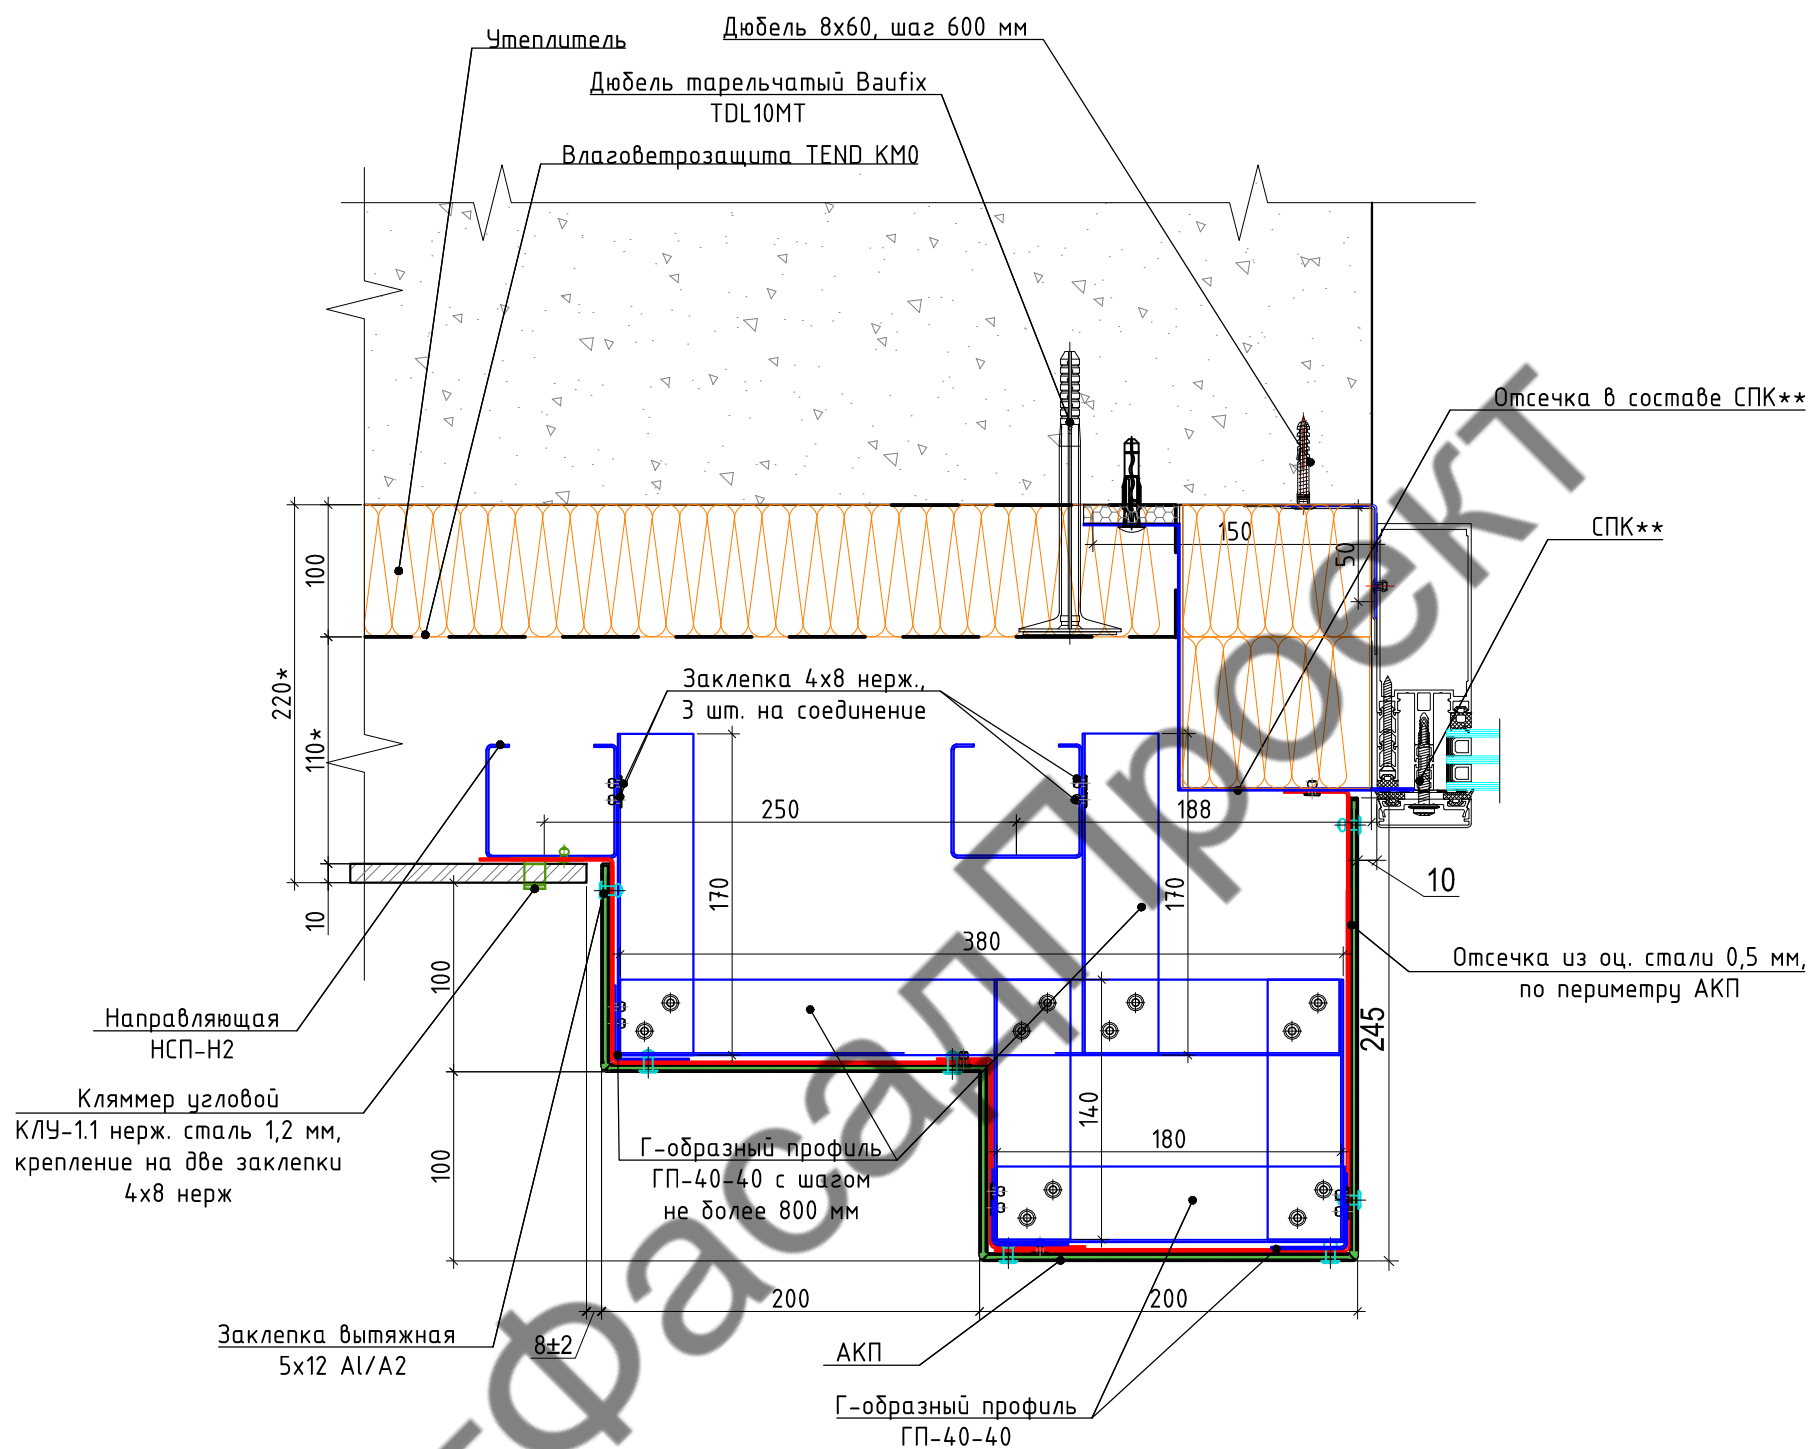 Утеплитель
Дюбель 8х60, шаг 600 мм
Дюбель тарельчатый Baufix
TDL10MT
Влаговетрозащита TEND KM0
Отсечка в составе СПК**
СПК**
150
50
100
220*
110*
Заклепка 4х8 нерж.,
3 шт. на соединение
250
188
10
10
170
170
380
100
Отсечка из оц. стали 0,5 мм,
по периметру АКП
245
Направляющая
НСП-Н2
Кляммер угловой
КЛУ-1.1 нерж. сталь 1,2 мм,
крепление на две заклепки
4х8 нерж
100
140
180
Г-образный профиль
ГП-40-40 с шагом
не более 800 мм
200
200
8±2
Заклепка вытяжная
5х12 Al/A2
АКП
Г-образный профиль
ГП-40-40
ФасадПроект